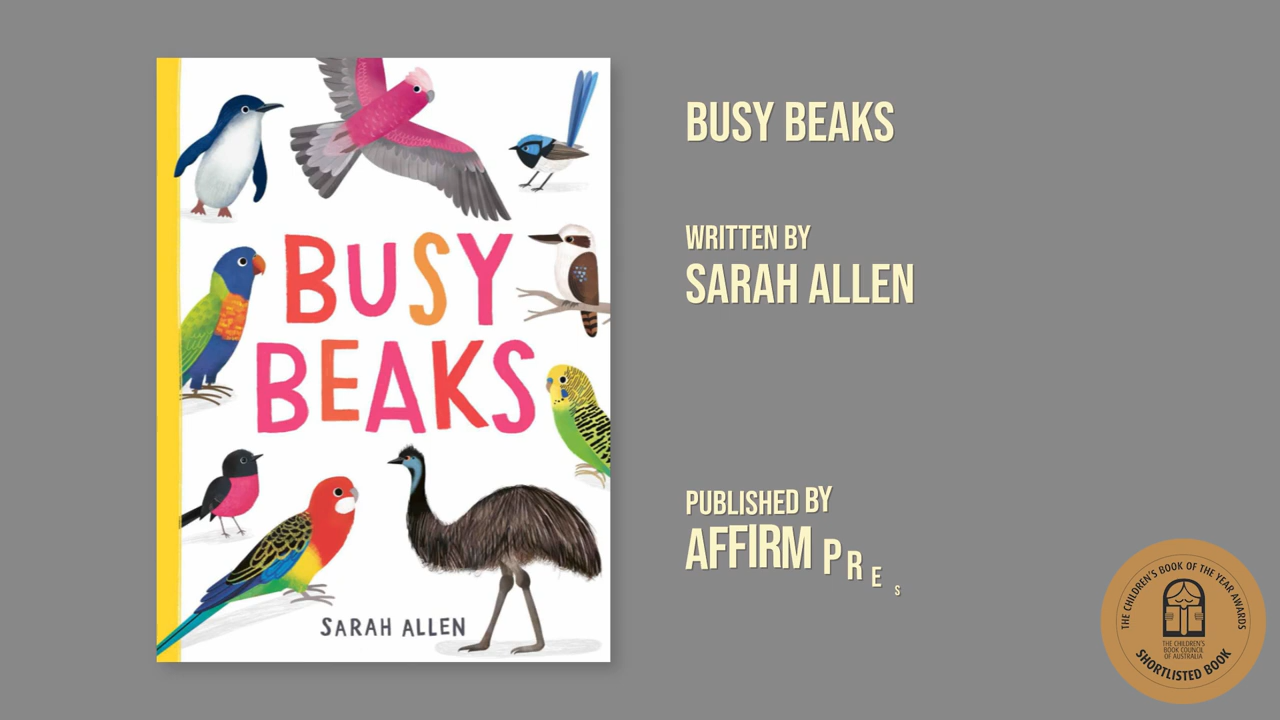 BUSY
BEAKS
SARAH ALLEN
BUSY BEAKS
WRITTEN BY
SARAH ALLEN
PUBLISHED BY
AFFIRM PRES
THE CHILDREN'S BOOK OF THE YEAR AWARDS
THE CHILDREN'S
BOOK COUNCIL
OF AUSTRALIA
SHORTLISTED BOOK